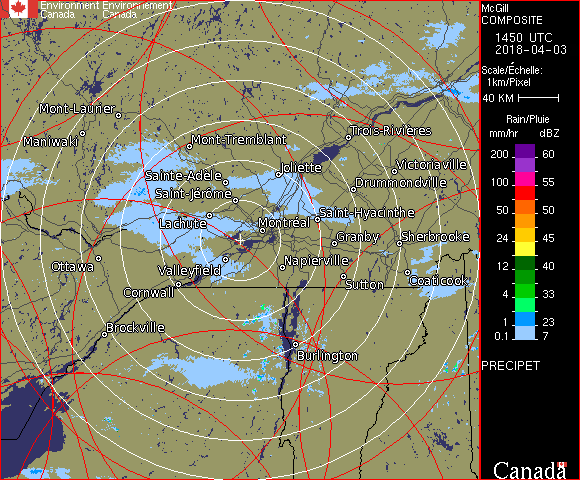 Environment Environnement
Canada Canada
McGill
COMPOSITE
1450 UTC
2018-04-03
Scale/Échelle:
1km/Pixel
40 KM
Rain/Pluie
mm/hr dBZ
200 60
100 55
50 50
24 45
12 40
4 33
1 23
0.1 7
PRECIPET
Canada
Mont-Laurier
Maniwaki
Mont-Tremblant
Trois-Rivières
Sainte-Adèle
Joliette
Victoriaville
Saint-Jérôme
Drummondville
Lachute
Montréal
Saint-Hyacinthe
Granby
Sherbrooke
Ottawa
Valleyfield
Napierville
Cornwall
Sutton
Coaticook
Brockville
Burlington